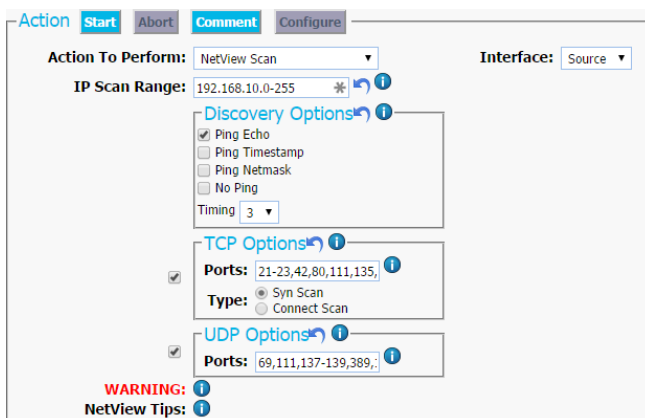 Action Start Abort Comment Configure
Action To Perform: NetView Scan Interface: Source
IP Scan Range: 192.168.10.0-255
Discovery Options
Ping Echo
Ping Timestamp
Ping Netmask
No Ping
Timing 3
TCP Options
Ports: 21-23,42,80,111,135,
Type: Syn Scan
Connect Scan
UDP Options
Ports: 69,111,137-139,389,
WARNING:
NetView Tips: